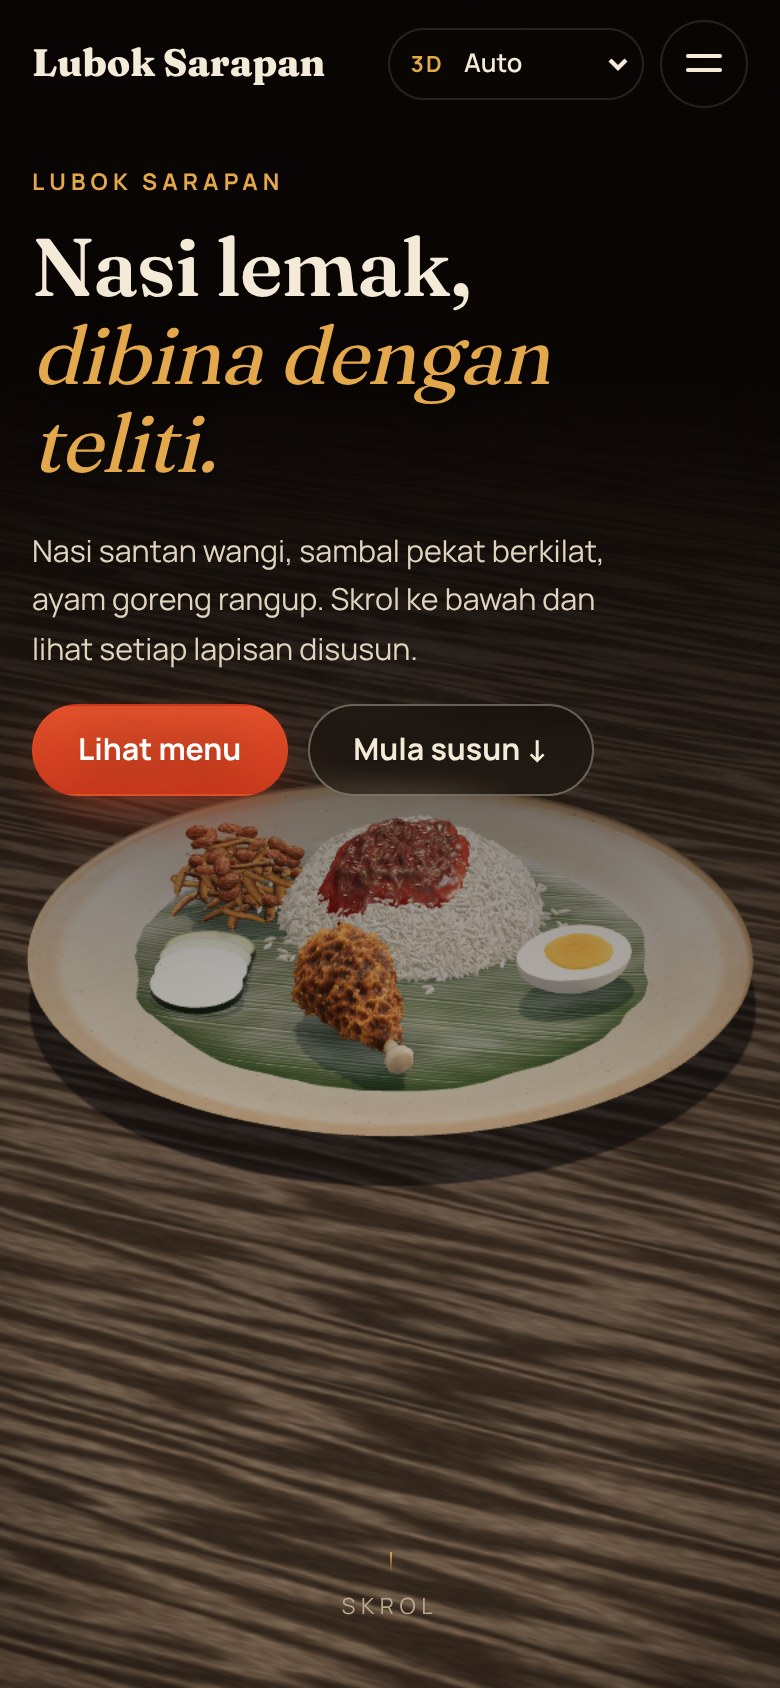 Lubok Sarapan
3D Auto
LUBOK SARAPAN
Nasi lemak,
dibina dengan
teliti.
Nasi santan wangi, sambal pekat berkilat,
ayam goreng rangup. Skrol ke bawah dan
lihat setiap lapisan disusun.
Lihat menu
Mula susun ↓
SKROL